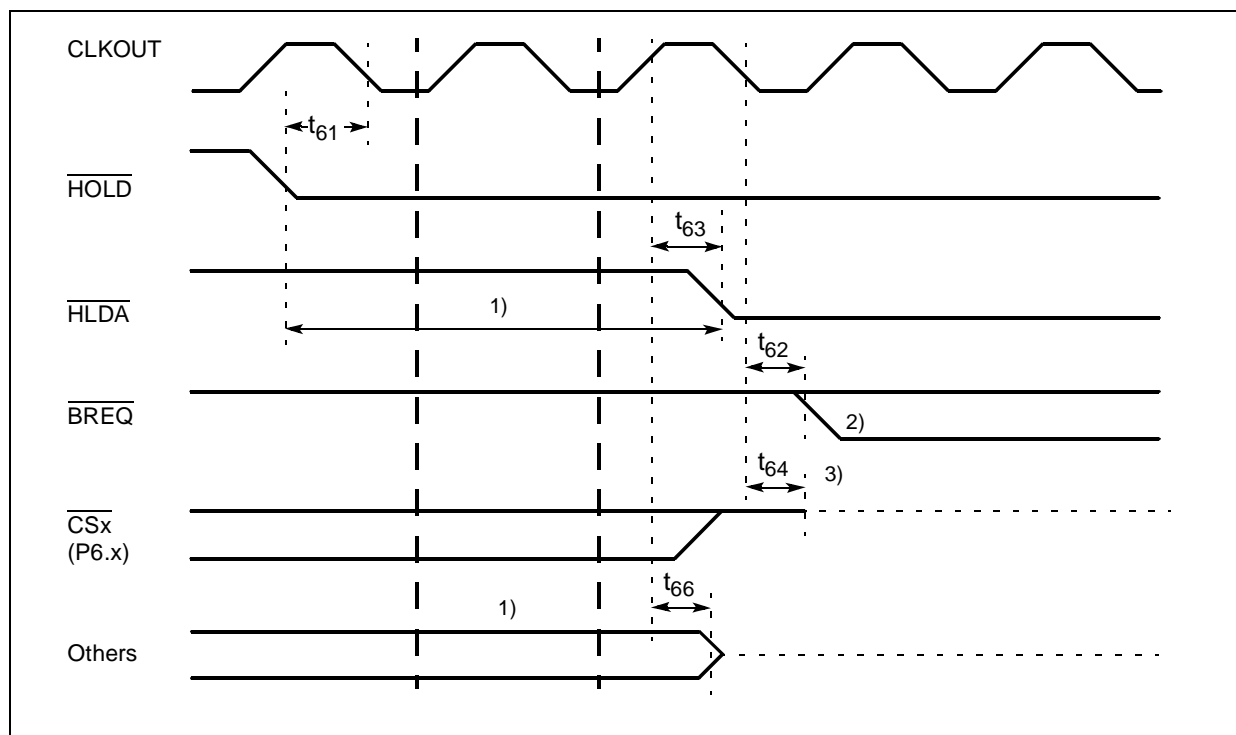 CLKOUT
t61
HOLD
t63
HLDA
1)
t62
BREQ
2)
t64
3)
CSx
(P6.x)
t66
1)
Others